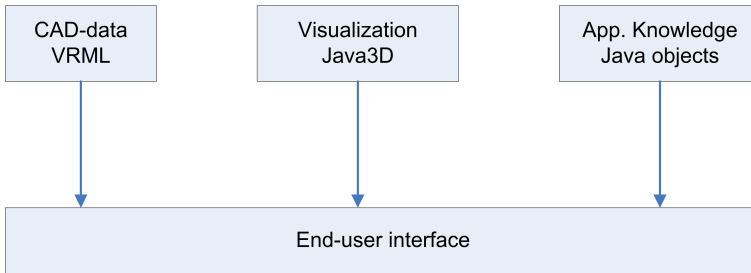 CAD-data
VRML
Visualization
Java3D
App. Knowledge
Java objects
End-user interface